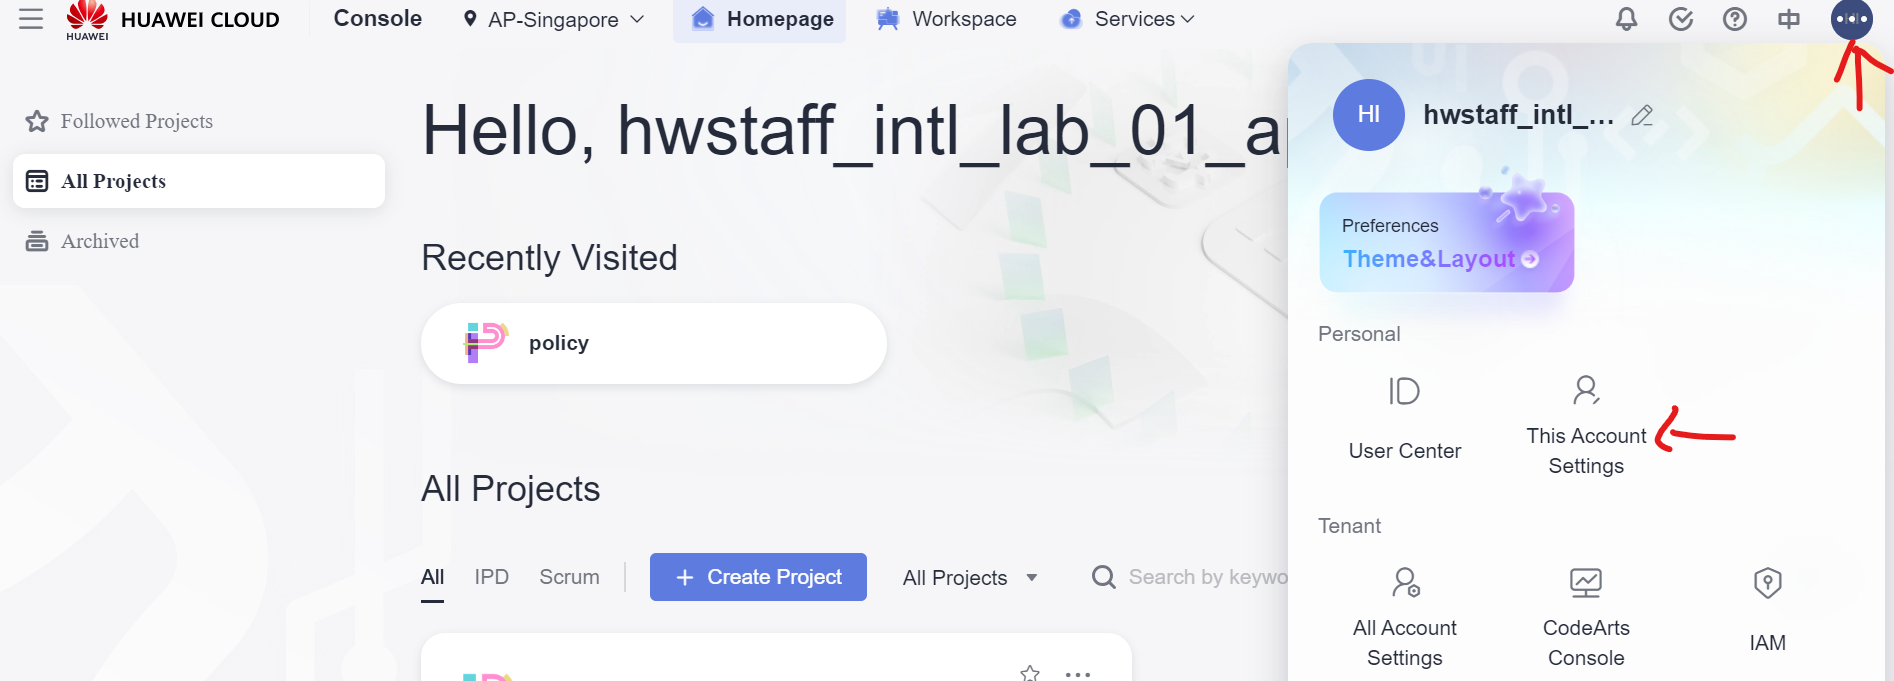 HUAWEI
HUAWEI CLOUD
Console
AP-Singapore
Homepage
Workspace
Services
Followed Projects
All Projects
Archived
Hello, hwstaff_intl_lab_01_a
Recently Visited
policy
All Projects
All
IPD
Scrum
+ Create Project
All Projects
Search by keywo
HI
hwstaff_intl_...
Preferences
Theme&Layout
Personal
User Center
This Account
Settings
Tenant
All Account
Settings
CodeArts
Console
IAM